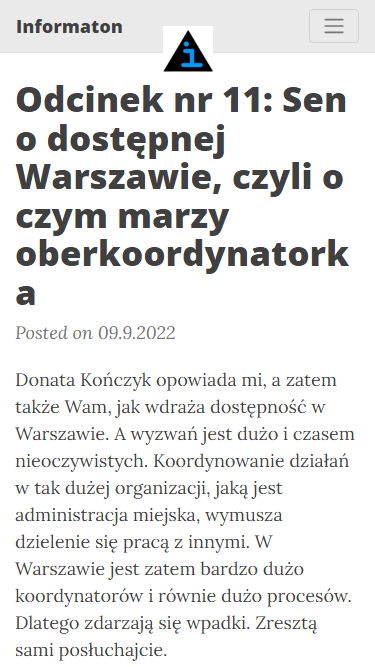 Informaton
Odcinek nr 11: Sen
o dostępnej
Warszawie, czyli o
czym marzy
oberkoordynatork
a
Posted on 09.9.2022
Donata Kończyk opowiada mi, a zatem
także Wam, jak wdraża dostępność w
Warszawie. A wyzwań jest dużo i czasem
nieoczywistych. Koordynowanie działań
w tak dużej organizacji, jaką jest
administracja miejska, wymusza
dzielenie się pracą z innymi. W
Warszawie jest zatem bardzo dużo
koordynatorów i równie dużo procesów.
Dlatego zdarzają się wpadki. Zresztą
sami posłuchajcie.